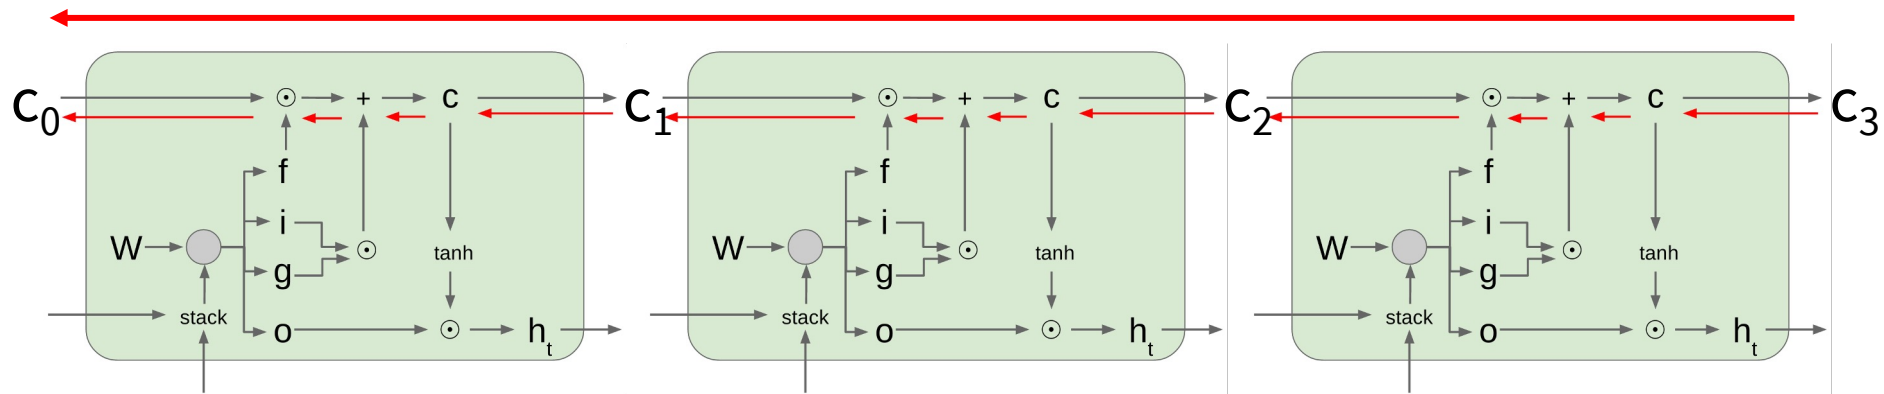 C0 ⊙ + c C1 ⊙ + c C2 ⊙ + c C3
f f f
i i i
W ⊙ tanh W ⊙ tanh W ⊙ tanh
g g g
stack stack stack
o ⊙ ht o ⊙ ht o ⊙ ht